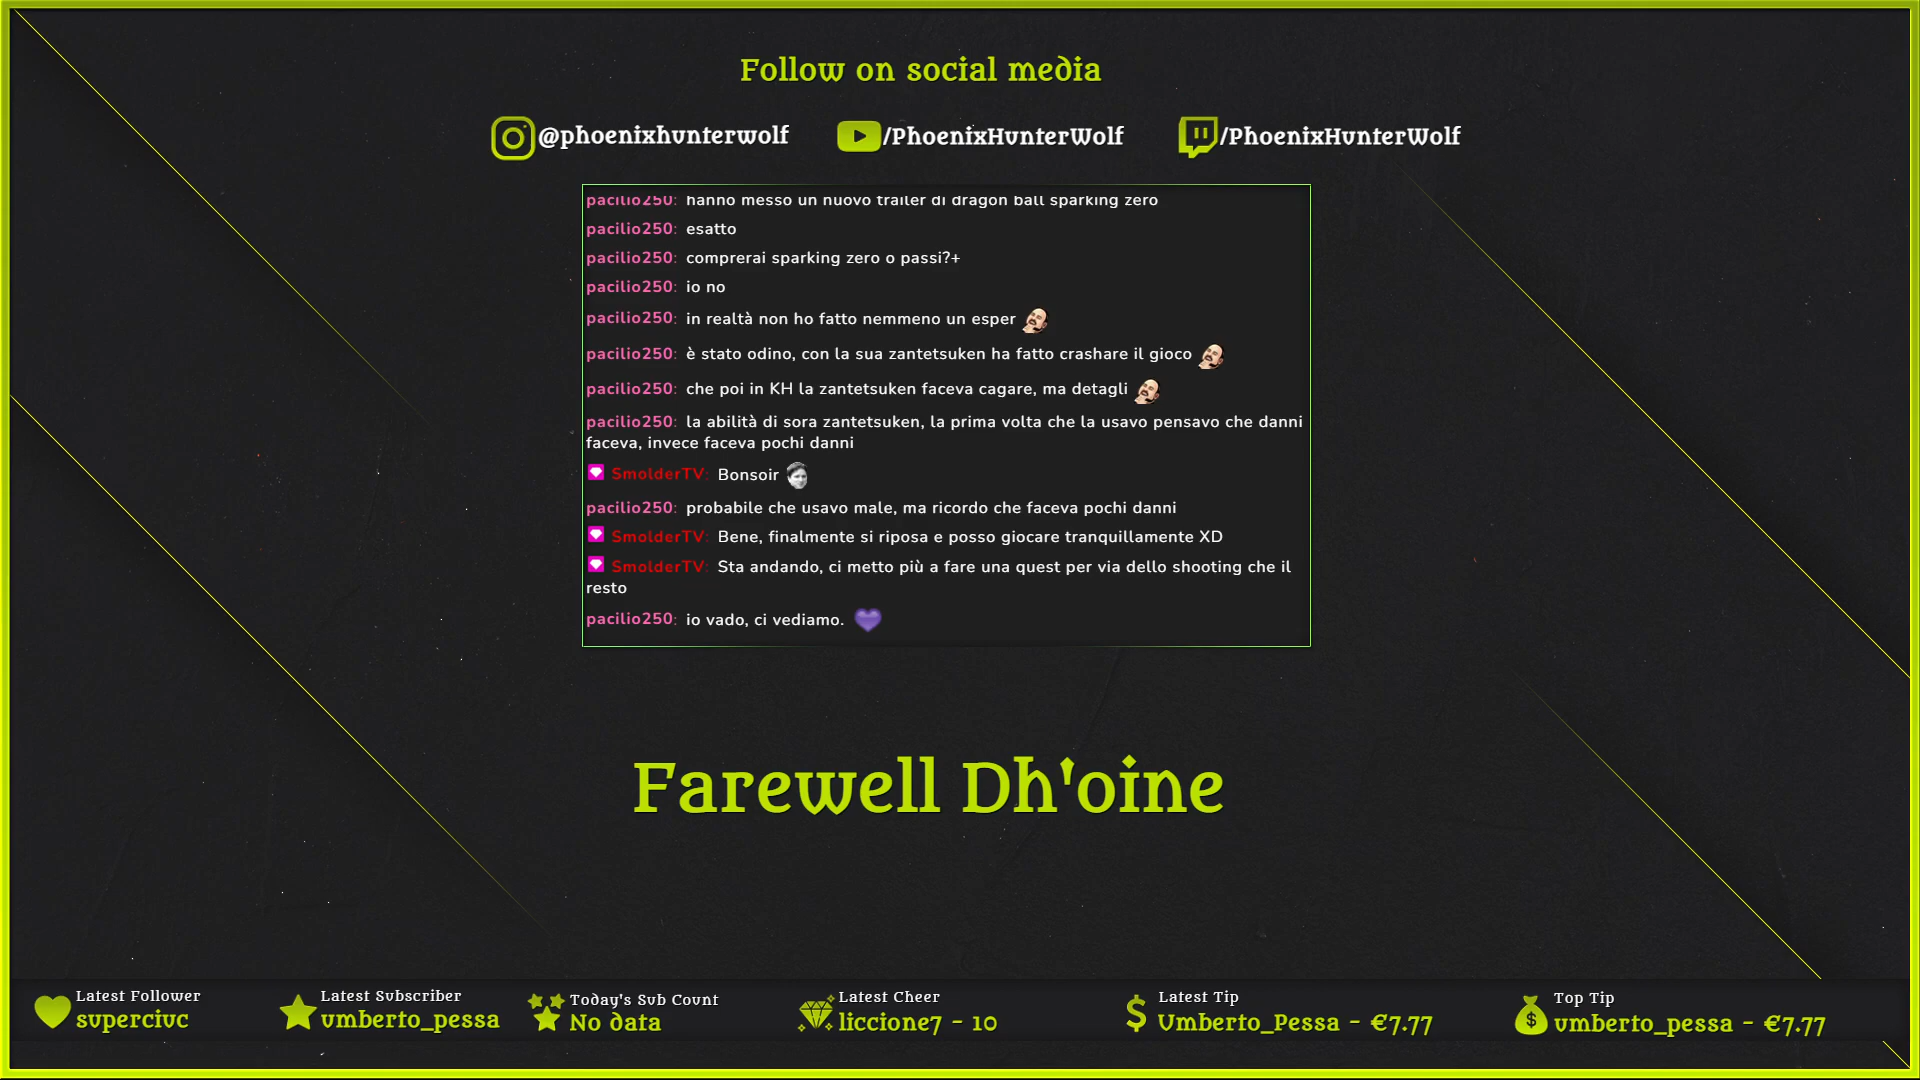 Follow on social media
@phoenixhunterwolf /PhoenixHunterWolf /PhoenixHunterWolf
pacilio250: hanno messo un nuovo trailer di dragon ball sparking zero
pacilio250: esatto
pacilio250: comprerai sparking zero o passi?+
pacilio250: io no
pacilio250: in realtà non ho fatto nemmeno un esper
pacilio250: è stato odino, con la sua zantetsuken ha fatto crashare il gioco
pacilio250: che poi in KH la zantetsuken faceva cagare, ma detagli
pacilio250: la abilità di sora zantetsuken, la prima volta che la usavo pensavo che danni
faceva, invece faceva pochi danni
SmolderTV: Bonsoir
pacilio250: probabile che usavo male, ma ricordo che faceva pochi danni
SmolderTV: Bene, finalmente si riposa e posso giocare tranquillamente XD
SmolderTV: Sta andando, ci metto più a fare una quest per via dello shooting che il
resto
pacilio250: io vado, ci vediamo.
Farewell Dh'oine
Latest Follower
superciuc
Latest Subscriber
umberto_pessa
Today's Sub Count
No data
Latest Cheer
liccione7 - 10
Latest Tip
Umberto_Pessa - €7.77
Top Tip
umberto_pessa - €7.77